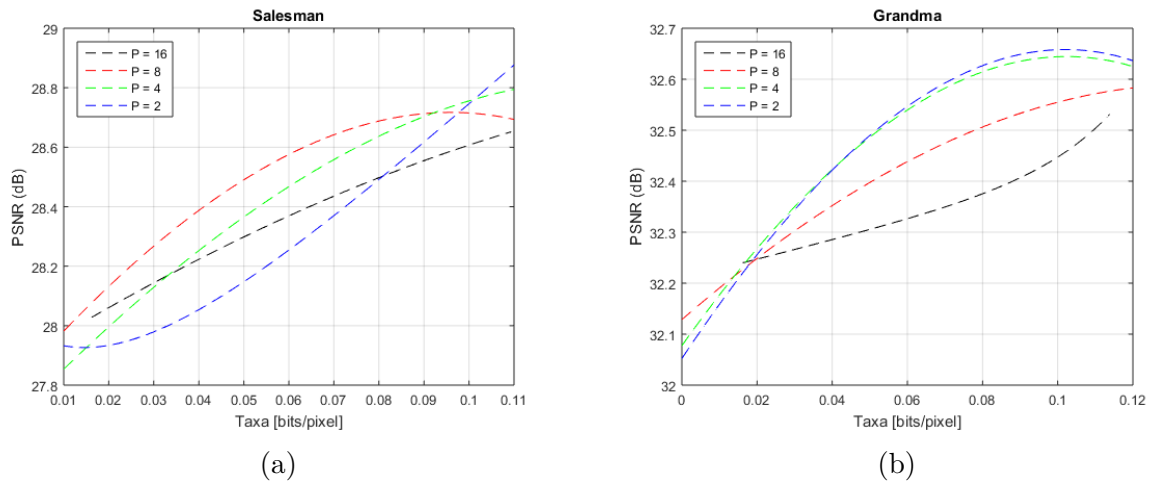 Salesman
29
28.8
28.6
28.4
28.2
28
27.8
PSNR (dB)
P = 16
P = 8
P = 4
P = 2
0.01 0.02 0.03 0.04 0.05 0.06 0.07 0.08 0.09 0.1 0.11
Taxa [bits/pixel]
(a)
Grandma
32.7
32.6
32.5
32.4
32.3
32.2
32.1
32
PSNR (dB)
P = 16
P = 8
P = 4
P = 2
0 0.02 0.04 0.06 0.08 0.1 0.12
Taxa [bits/pixel]
(b)